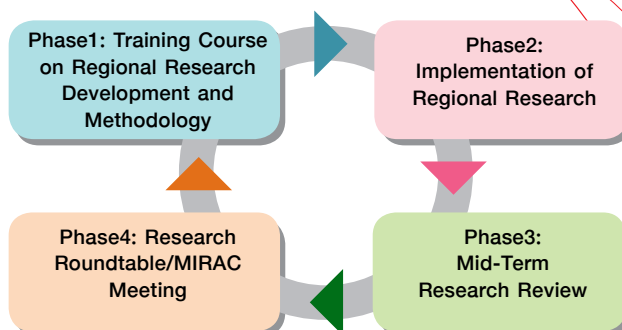 Phase1: Training Course
on Regional Research
Development and
Methodology
Phase2:
Implementation of
Regional Research
Phase3:
Mid-Term
Research Review
Phase4: Research
Roundtable/MIRAC
Meeting